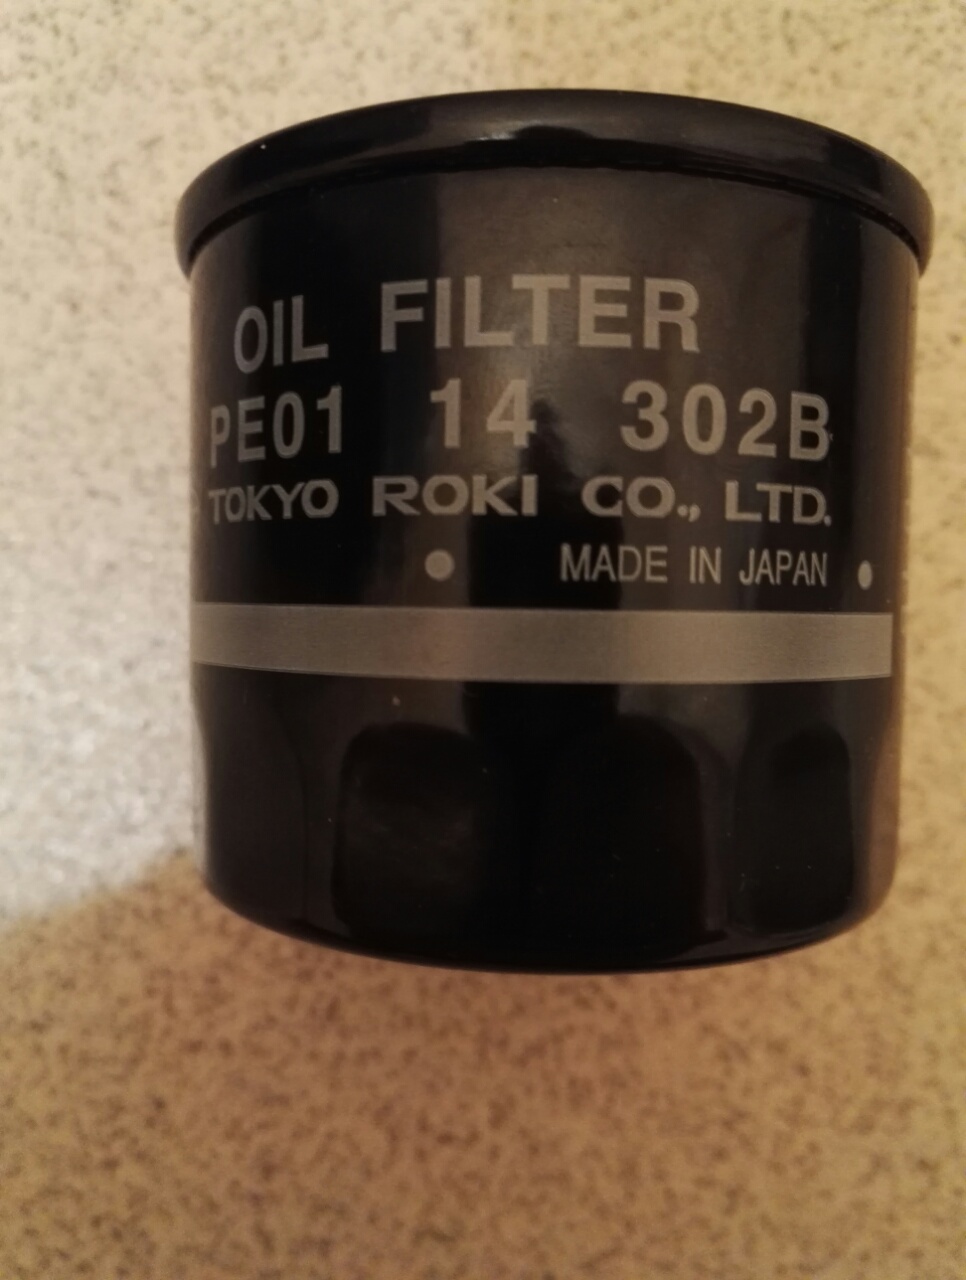 OIL FILTER
PE01 14 302B
TOKYO ROKI CO., LTD.
MADE IN JAPAN